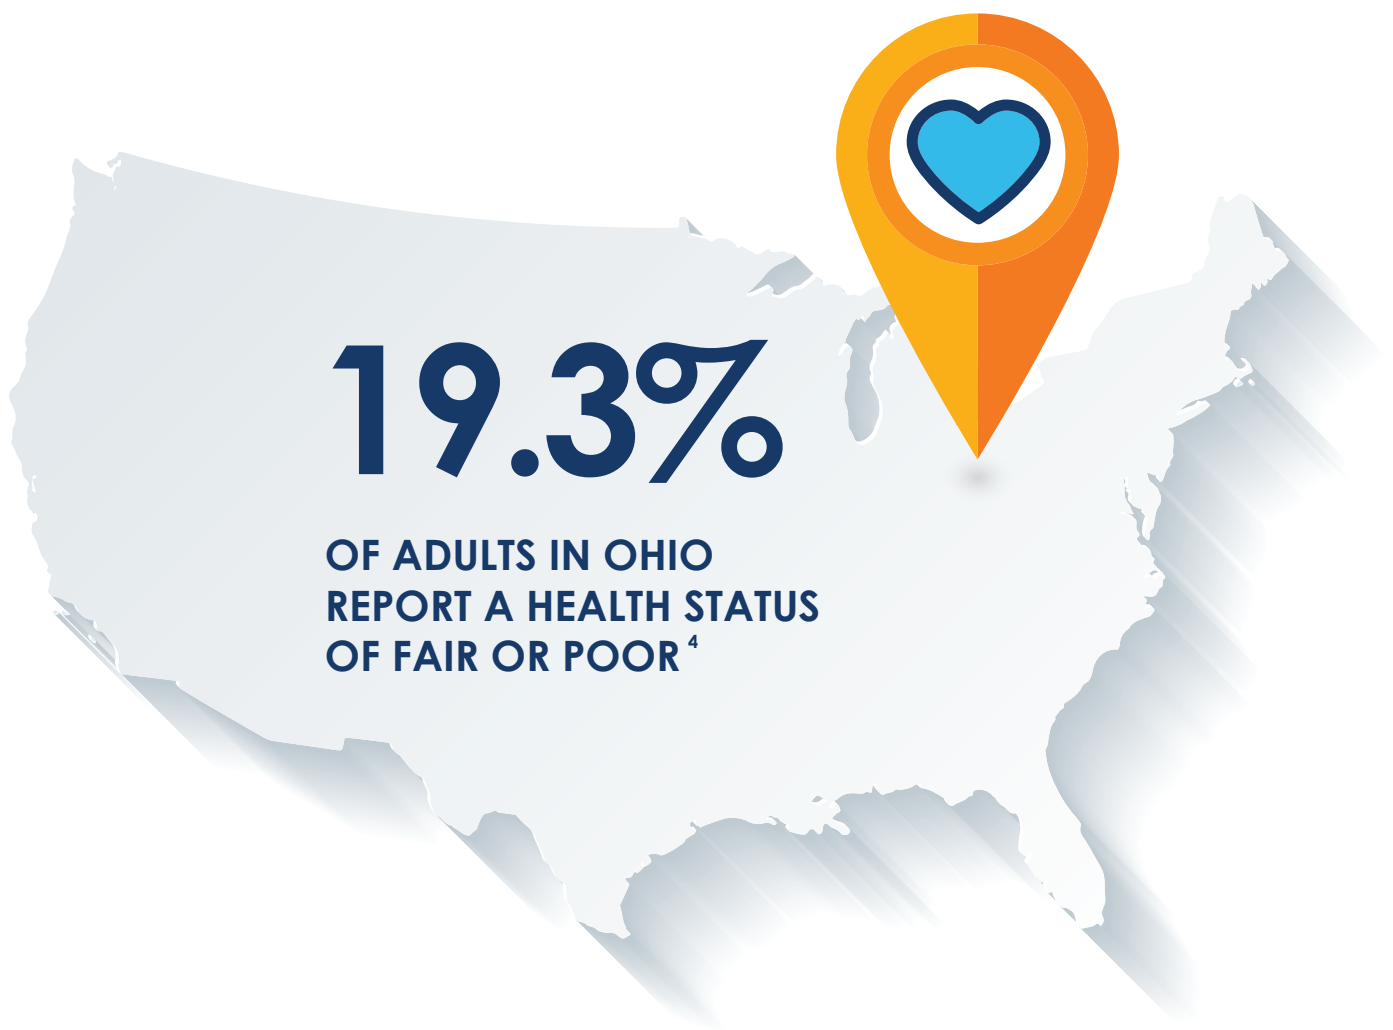 19.3%
OF ADULTS IN OHIO
REPORT A HEALTH STATUS
OF FAIR OR POOR 4